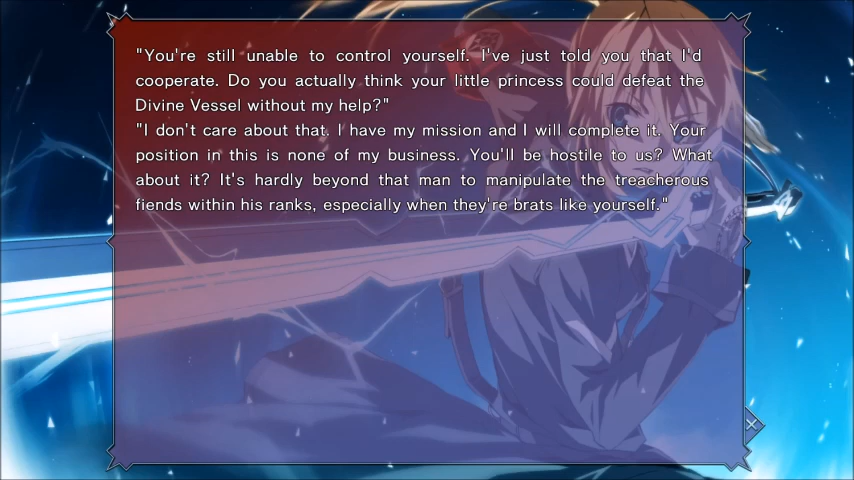 "You're still unable to control yourself. I've just told you that I'd
cooperate. Do you actually think your little princess could defeat the
Divine Vessel without my help?"
"I don't care about that. I have my mission and I will complete it. Your
position in this is none of my business. You'll be hostile to us? What
about it? It's hardly beyond that man to manipulate the treacherous
fiends within his ranks, especially when they're brats like yourself."